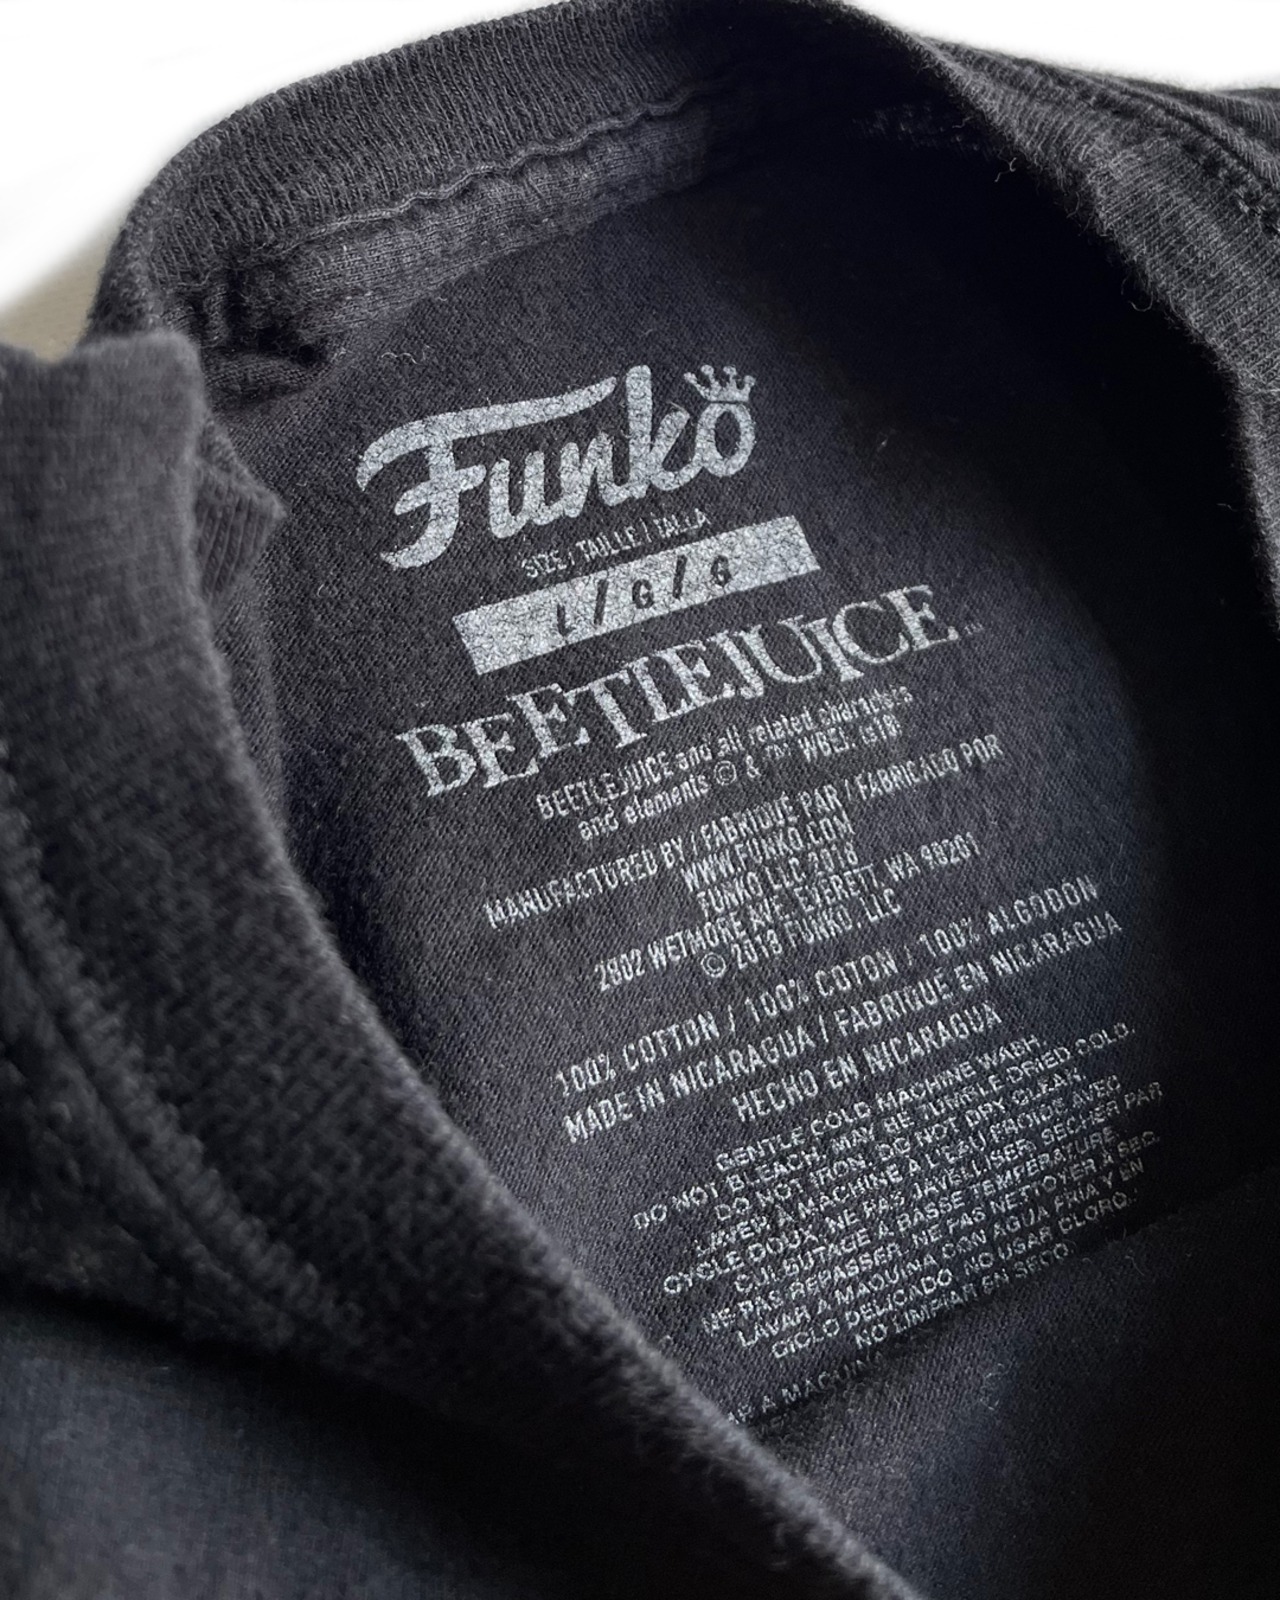 Funko
SIZE / TAILLE / TALLA
L / G / G
BEETLEJUICE
BEETLEJUICE and all related characters
and elements © & ™ WBEI. (s18)
MANUFACTURED BY / FABRIQUÉ PAR / FABRICADO POR
WWW.FUNKO.COM
FUNKO LLC 2018
2802 WETMORE AVE. EVERETT, WA 98201
© 2018 FUNKO, LLC
100% COTTON / 100% COTON / 100% ALGODON
MADE IN NICARAGUA / FABRIQUÉ EN NICARAGUA
HECHO EN NICARAGUA
GENTLE COLD MACHINE WASH
DO NOT BLEACH. MAY BE TUMBLE DRIED COLD.
DO NOT IRON. DO NOT DRY CLEAN.
LAVER A MACHINE À L'EAU FROIDE AVEC
CYCLE DOUX. NE PAS JAVELLISER. SÉCHER PAR
CULBUTAGE À BASSE TEMPÉRATURE.
NE PAS REPASSER. NE PAS NETTOYER À SEC.
LAVAR A MAQUINA CON AGUA FRIA Y EN
CICLO DELICADO. NO USAR CLORO.
NO LIMPIAR EN SECO.
A MAQUINA